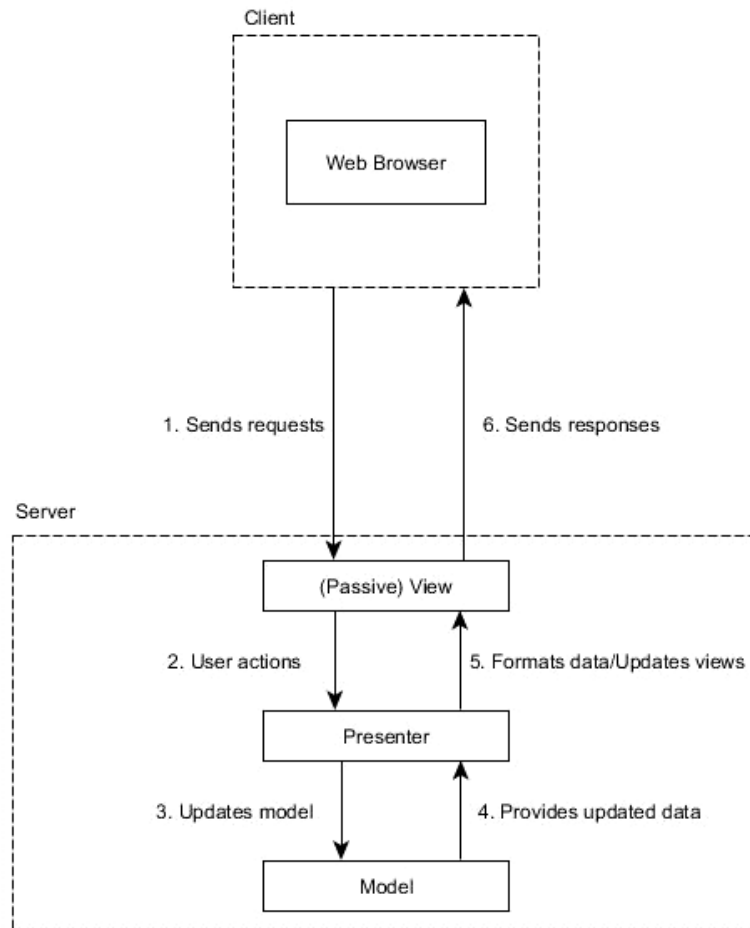 Client
Web Browser
1. Sends requests
6. Sends responses
Server
(Passive) View
2. User actions
5. Formats data/Updates views
Presenter
3. Updates model
4. Provides updated data
Model